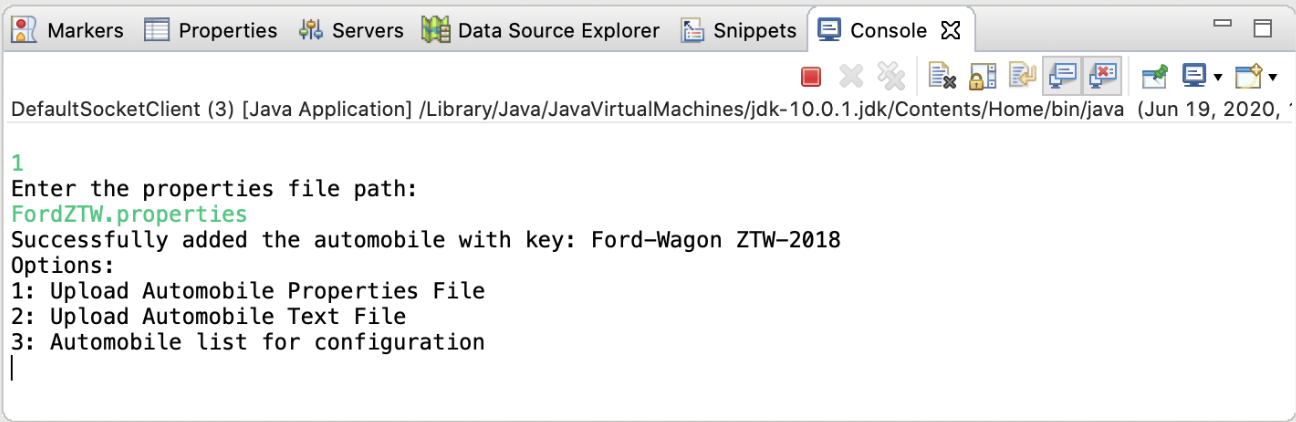 Markers Properties Servers Data Source Explorer Snippets Console
DefaultSocketClient (3) [Java Application] /Library/Java/JavaVirtualMachines/jdk-10.0.1.jdk/Contents/Home/bin/java (Jun 19, 2020,
1
Enter the properties file path:
FordZTW.properties
Successfully added the automobile with key: Ford-Wagon ZTW-2018
Options:
1: Upload Automobile Properties File
2: Upload Automobile Text File
3: Automobile list for configuration